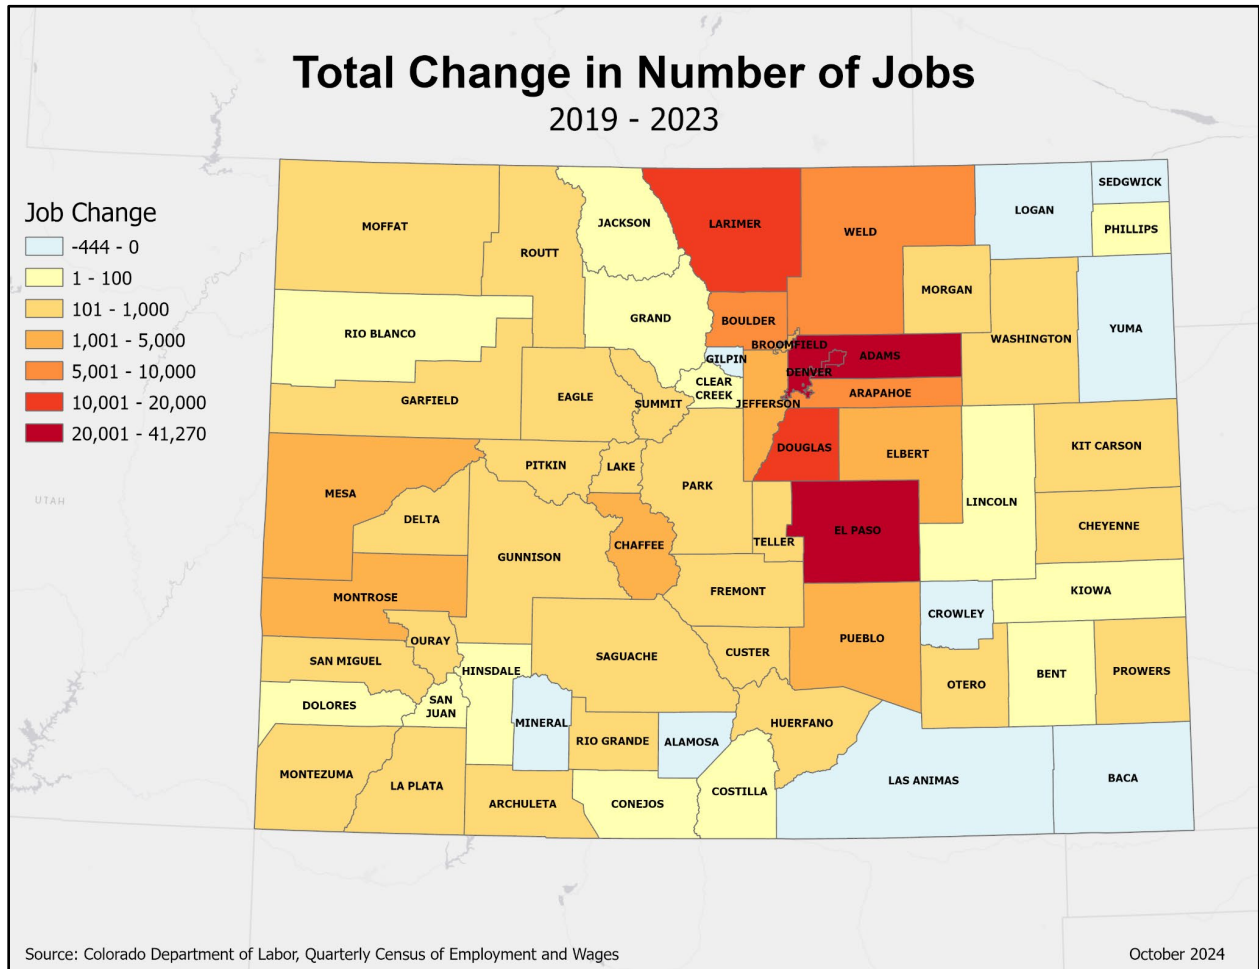 Total Change in Number of Jobs
2019 - 2023
Job Change
-444 - 0
1 - 100
101 - 1,000
1,001 - 5,000
5,001 - 10,000
10,001 - 20,000
20,001 - 41,270
UTAH
MOFFAT
ROUTT
JACKSON
LARIMER
WELD
LOGAN
SEDGWICK
PHILLIPS
MORGAN
WASHINGTON
YUMA
RIO BLANCO
GRAND
BOULDER
BROOMFIELD
GILPIN
ADAMS
DENVER
CLEAR
CREEK
JEFFERSON
ARAPAHOE
GARFIELD
EAGLE
SUMMIT
DOUGLAS
ELBERT
KIT CARSON
MESA
PITKIN
LAKE
PARK
LINCOLN
CHEYENNE
DELTA
GUNNISON
CHAFFEE
TELLER
EL PASO
MONTROSE
FREMONT
KIOWA
CROWLEY
OURAY
SAN MIGUEL
HINSDALE
SAGUACHE
CUSTER
PUEBLO
OTERO
BENT
PROWERS
DOLORES
SAN
JUAN
MINERAL
RIO GRANDE
ALAMOSA
HUERFANO
MONTEZUMA
LA PLATA
ARCHULETA
CONEJOS
COSTILLA
LAS ANIMAS
BACA
Source: Colorado Department of Labor, Quarterly Census of Employment and Wages
October 2024